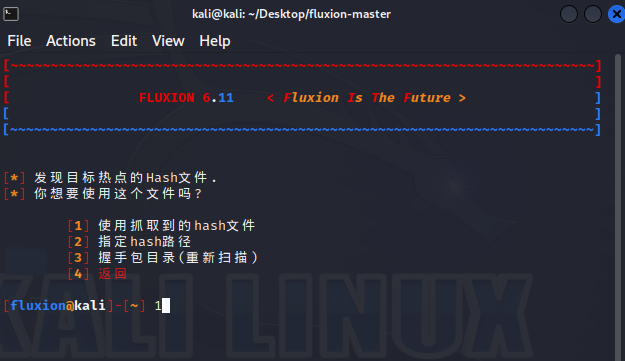 kali@kali: ~/Desktop/fluxion-master
File Actions Edit View Help
[~~~~~~~~~~~~~~~~~~~~~~~~~~~~~~~~~~~~~~~~~~~~~~~~~~~~~~~~~~~~~~~~~~~~~~~~]
[ ]
[ FLUXION 6.11 < Fluxion Is The Future > ]
[ ]
[~~~~~~~~~~~~~~~~~~~~~~~~~~~~~~~~~~~~~~~~~~~~~~~~~~~~~~~~~~~~~~~~~~~~~~~~]
[*] 发现目标热点的Hash文件.
[*] 你想要使用这个文件吗?
[1] 使用抓取到的hash文件
[2] 指定hash路径
[3] 握手包目录(重新扫描)
[4] 返回
[fluxion@kali]-[~] 1
KALI LINUX